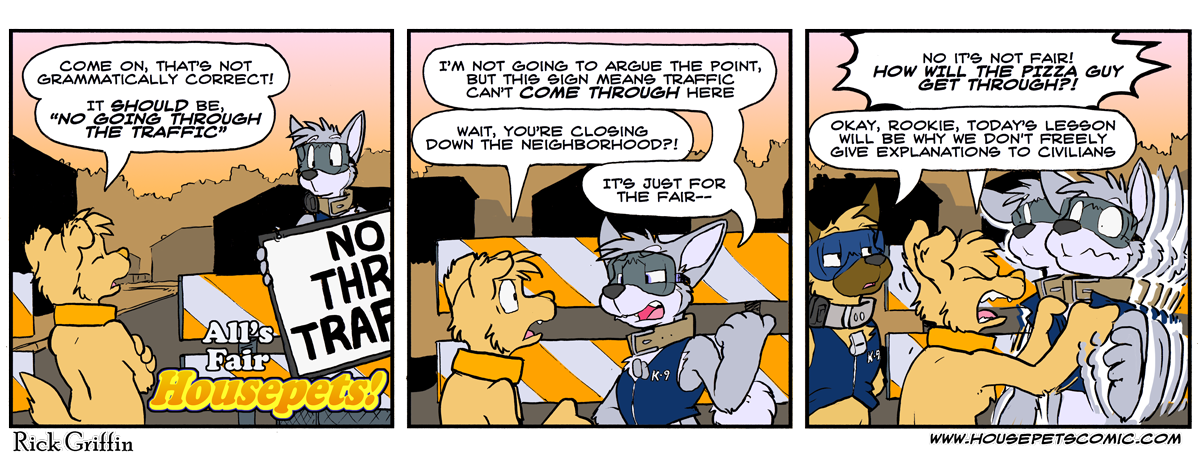 COME ON, THAT'S NOT
GRAMMATICALLY CORRECT!
IT SHOULD BE,
"NO GOING THROUGH
THE TRAFFIC"
NO
THR
TRAF
All's
Fair
Housepets!
I'M NOT GOING TO ARGUE THE POINT,
BUT THIS SIGN MEANS TRAFFIC
CAN'T COME THROUGH HERE
WAIT, YOU'RE CLOSING
DOWN THE NEIGHBORHOOD?!
IT'S JUST FOR
THE FAIR--
K-9
NO IT'S NOT FAIR!
HOW WILL THE PIZZA GUY
GET THROUGH?!
OKAY, ROOKIE, TODAY'S LESSON
WILL BE WHY WE DON'T FREELY
GIVE EXPLANATIONS TO CIVILIANS
K-9
Rick Griffin
WWW.HOUSEPETSCOMIC.COM